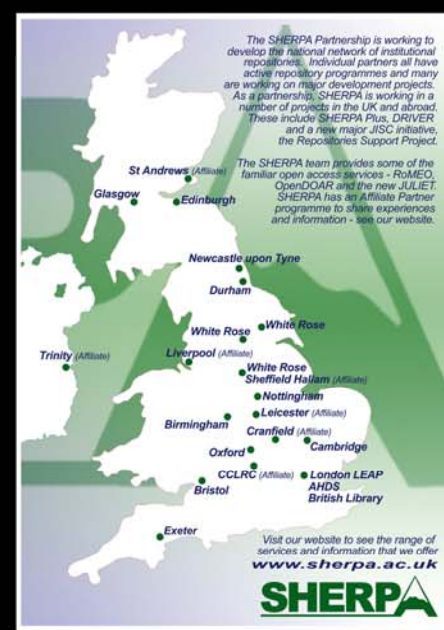 The SHERPA Partnership is working to
develop the national network of institutional
repositories. Individual partners all have
active repository programmes and many
are working on major development projects.
As a partnership, SHERPA is working in a
number of projects in the UK and abroad.
These include SHERPA Plus, DRIVER
and a new major JISC initiative,
the Repositories Support Project.
The SHERPA team provides some of the
familiar open access services - RoMEO,
OpenDOAR and the new JULIET.
SHERPA has an Affiliate Partner
programme to share experiences
and information - see our website.
St Andrews (Affiliate)
Glasgow
Edinburgh
Newcastle upon Tyne
Durham
White Rose
White Rose
Liverpool (Affiliate)
Trinity (Affiliate)
White Rose
Sheffield Hallam (Affiliate)
Nottingham
Leicester (Affiliate)
Birmingham
Cranfield (Affiliate)
Cambridge
Oxford
CCLRC (Affiliate)
London LEAP
AHDS
British Library
Bristol
Exeter
Visit our website to see the range of
services and information that we offer
www.sherpa.ac.uk
SHERPA